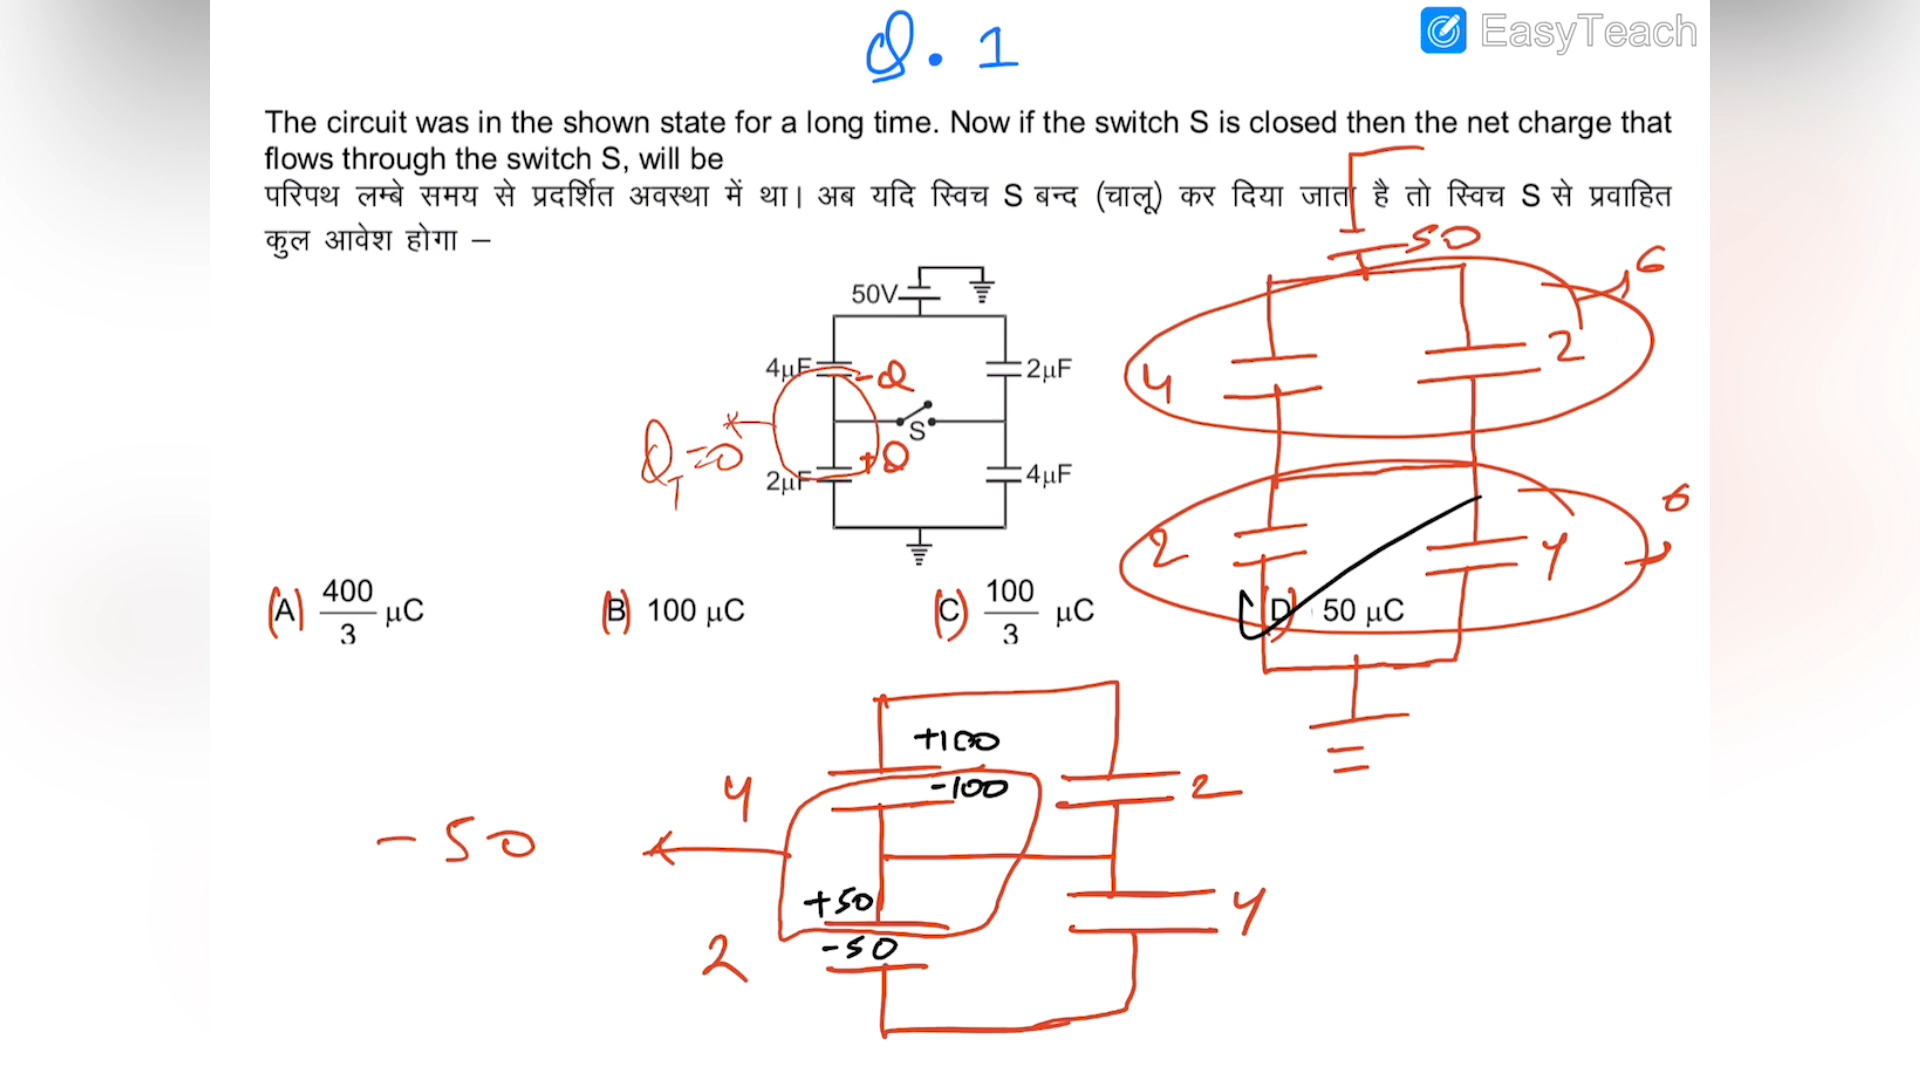 Q. 1
EasyTeach
The circuit was in the shown state for a long time. Now if the switch S is closed then the net charge that
flows through the switch S, will be
परिपथ लम्बे समय से प्रदर्शित अवस्था में था। अब यदि स्विच S बन्द (चालू) कर दिया जाता है तो स्विच S से प्रवाहित
कुल आवेश होगा –
50
6
50V
4μF
-Q
2μF
2
4
S
Q_T = 0
+Q
2μF
4μF
6
2
4
(A) 400/3 μC (B) 100 μC (C) 100/3 μC (D) 50 μC
+100
4
-100
2
-50
+50
4
2
-50